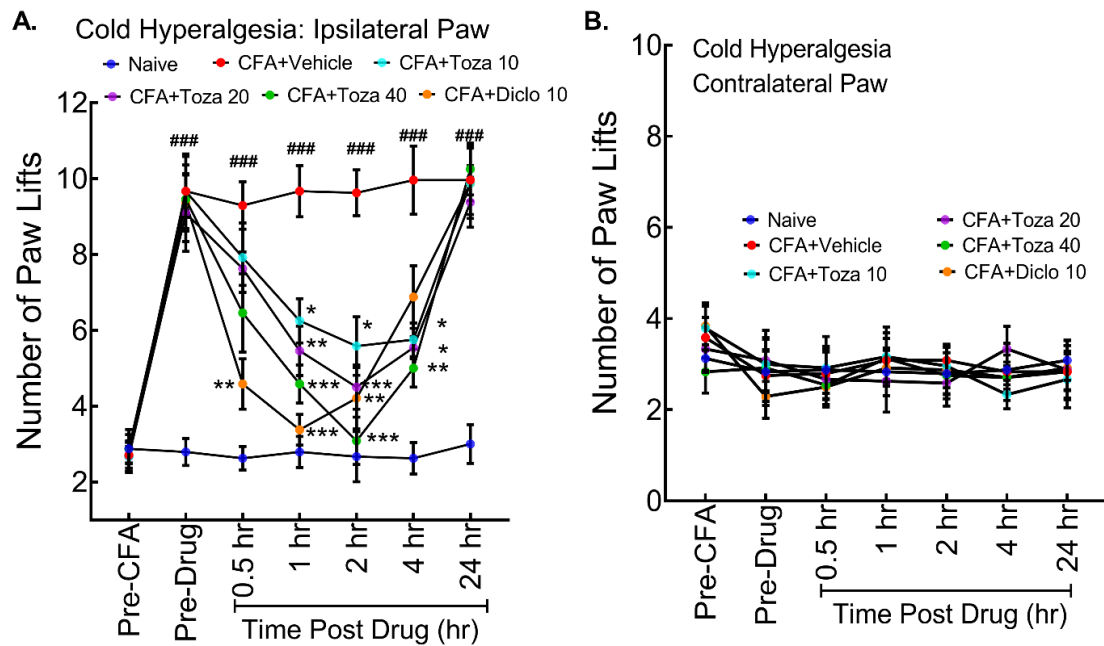 A.
Cold Hyperalgesia: Ipsilateral Paw
Naive CFA+Vehicle CFA+Toza 10
CFA+Toza 20 CFA+Toza 40 CFA+Diclo 10
Number of Paw Lifts
12
10
8
6
4
2
### ### ### ### ### ###
** * ** *** *** * *** ** *** * * **
Pre-CFA
Pre-Drug
0.5 hr
1 hr
2 hr
4 hr
24 hr
Time Post Drug (hr)
B.
Cold Hyperalgesia
Contralateral Paw
Number of Paw Lifts
10
8
6
4
2
0
Naive CFA+Toza 20
CFA+Vehicle CFA+Toza 40
CFA+Toza 10 CFA+Diclo 10
Pre-CFA
Pre-Drug
0.5 hr
1 hr
2 hr
4 hr
24 hr
Time Post Drug (hr)